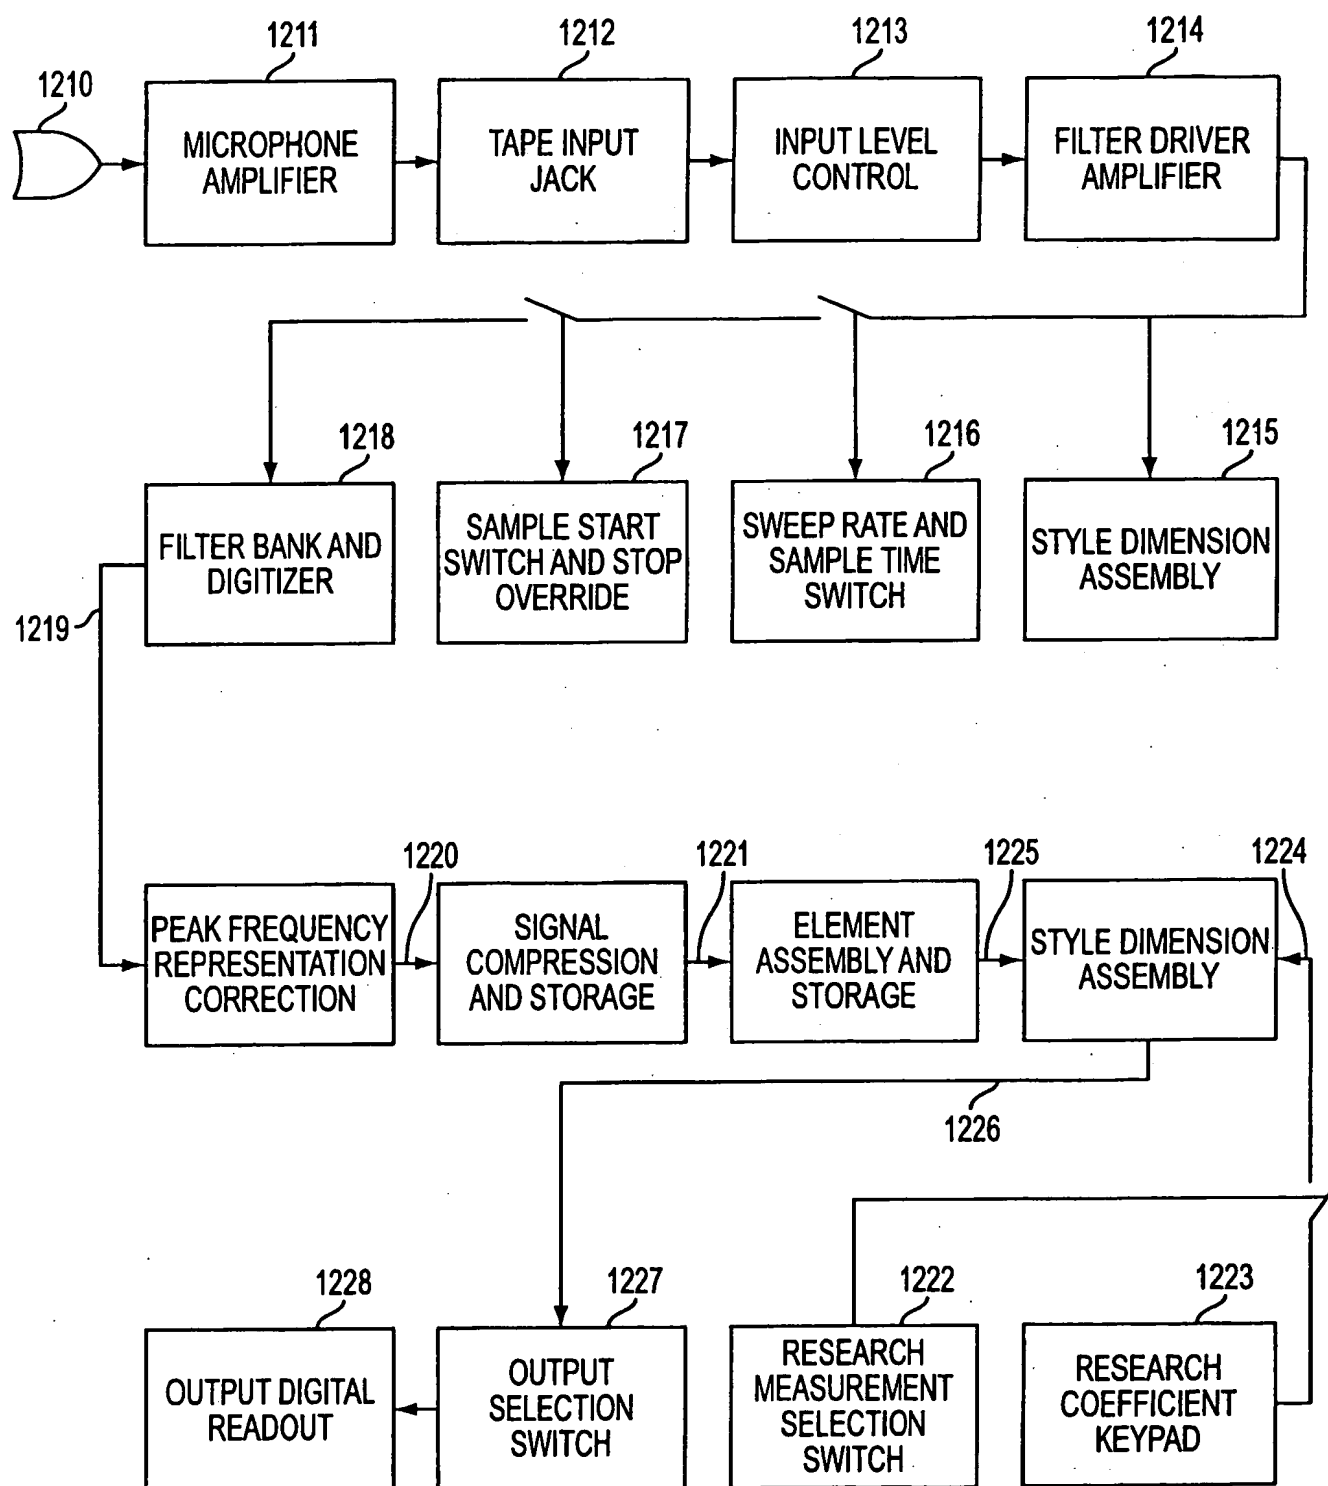 1210
1211
MICROPHONE
AMPLIFIER
1212
TAPE INPUT
JACK
1213
INPUT LEVEL
CONTROL
1214
FILTER DRIVER
AMPLIFIER
1218
FILTER BANK AND
DIGITIZER
1217
SAMPLE START
SWITCH AND STOP
OVERRIDE
1216
SWEEP RATE AND
SAMPLE TIME
SWITCH
1215
STYLE DIMENSION
ASSEMBLY
1219
PEAK FREQUENCY
REPRESENTATION
CORRECTION
1220
SIGNAL
COMPRESSION
AND STORAGE
1221
ELEMENT
ASSEMBLY AND
STORAGE
1225
STYLE DIMENSION
ASSEMBLY
1224
1226
1228
OUTPUT DIGITAL
READOUT
1227
OUTPUT
SELECTION
SWITCH
1222
RESEARCH
MEASUREMENT
SELECTION
SWITCH
1223
RESEARCH
COEFFICIENT
KEYPAD